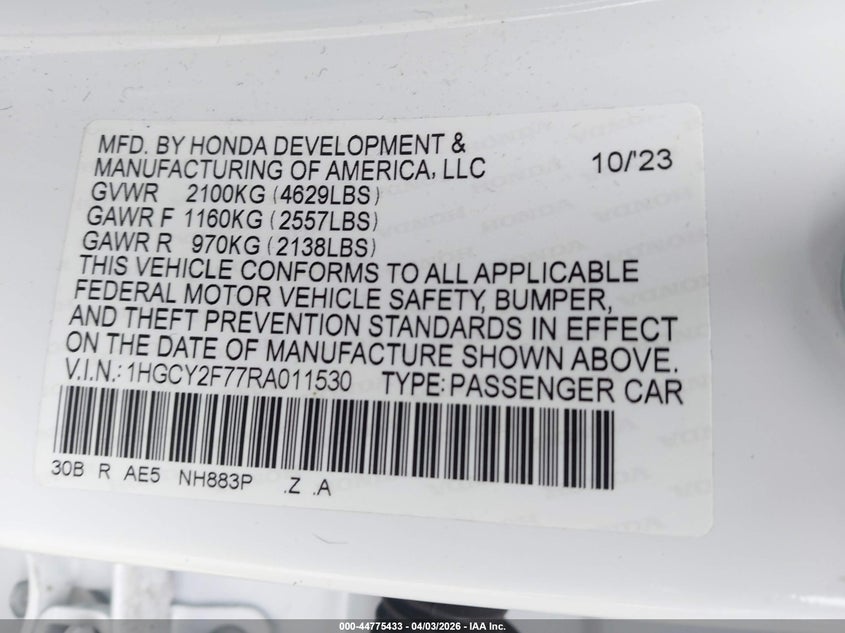 MFD. BY HONDA DEVELOPMENT &
MANUFACTURING OF AMERICA, LLC 10/'23
GVWR 2100KG (4629LBS)
GAWR F 1160KG (2557LBS)
GAWR R 970KG (2138LBS)
THIS VEHICLE CONFORMS TO ALL APPLICABLE
FEDERAL MOTOR VEHICLE SAFETY, BUMPER,
AND THEFT PREVENTION STANDARDS IN EFFECT
ON THE DATE OF MANUFACTURE SHOWN ABOVE.
V.I.N.: 1HGCY2F77RA011530 TYPE: PASSENGER CAR
30B R AE5 NH883P .Z .A
000-44775433 - 04/03/2026 - IAA Inc.